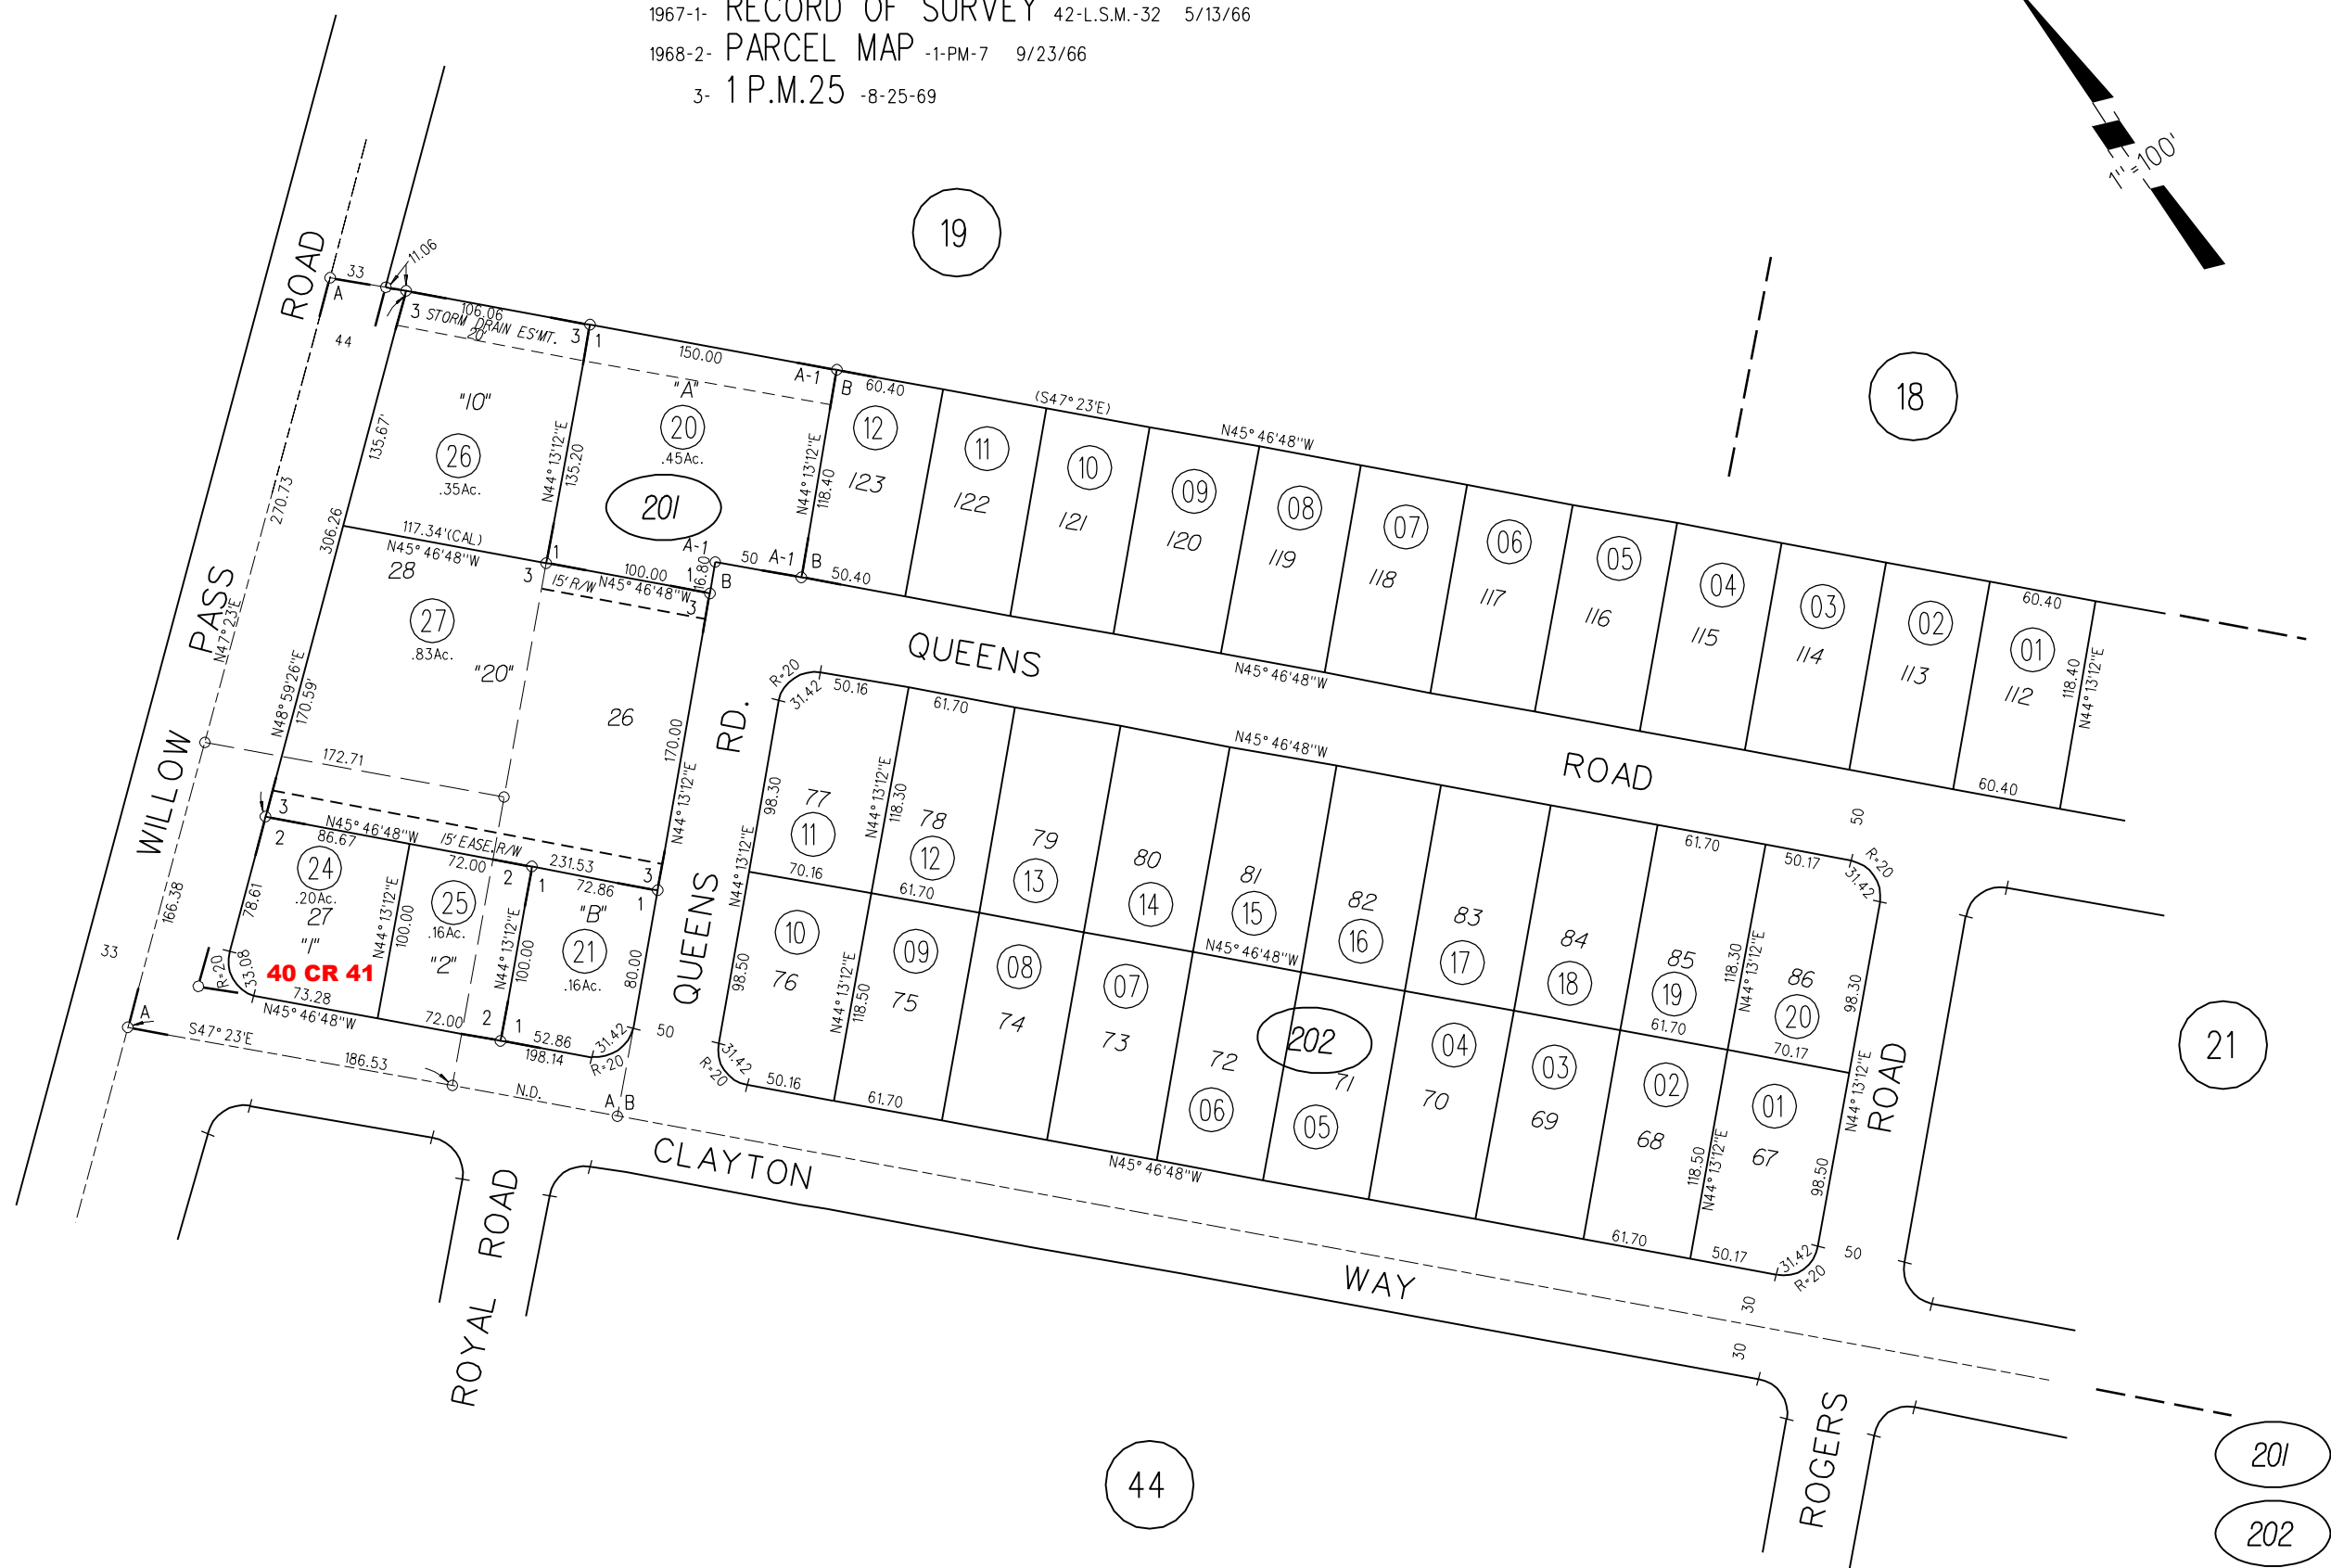 1967-1- RECORD OF SURVEY 42-L.S.M.-32 5/13/66
1968-2- PARCEL MAP -1-PM-7 9/23/66
3- 1 P.M.25 -8-25-69
1"=100'
19
18
21
44
WILLOW PASS ROAD
33
A
11.06
44
3
STORM DRAIN ES'MT.
20'
106.06
3
1
150.00
A-1
B
60.40
(S47°23'E)
N45°46'48"W
60.40
"10"
26
.35Ac.
135.67'
N44°13'12"E
135.20
"A"
20
.45Ac.
201
N44°13'12"E
118.40
12
123
11
122
10
121
09
120
08
119
07
118
06
117
05
116
04
115
03
114
02
113
01
112
118.40
N44°13'12"E
270.73
306.26
117.34'(CAL)
N45°46'48"W
28
3
1
15' R/W
100.00
N45°46'48"W
1
3
A-1
16.80
B
50
A-1
B
50.40
QUEENS ROAD
N45°46'48"W
60.40
27
.83Ac.
"20"
26
N47°23'E
N48°59'26"E
170.59'
170.00
N44°13'12"E
172.71
QUEENS RD.
R=20
31.42
50.16
61.70
N45°46'48"W
61.70
50.17
R=20
31.42
50
98.30
N44°13'12"E
77
11
N44°13'12"E
118.30
78
12
79
13
80
14
81
15
82
16
83
17
84
18
85
19
118.30
N44°13'12"E
86
20
98.30
70.16
61.70
N45°46'48"W
61.70
70.17
3
2
N45°46'48"W
86.67
15' EASE. R/W
72.00
2
1
231.53
72.86
3
1
24
.20Ac.
27
"1"
78.61
N44°13'12"E
100.00
25
.16Ac.
"2"
N44°13'12"E
100.00
"B"
21
.16Ac.
80.00
166.38
33
R=20
33.08
40 CR 41
73.28
N45°46'48"W
72.00
2
1
52.86
198.14
31.42
R=20
50
A
S47°23'E
186.53
N.D.
A
B
98.50
10
76
N44°13'12"E
118.50
09
75
08
74
07
73
72
06
202
71
05
04
70
03
69
02
68
118.50
N44°13'12"E
01
67
N44°13'12"E
98.50
ROAD
31.42
R=20
50.16
61.70
N45°46'48"W
61.70
50.17
31.42
R=20
50
CLAYTON WAY
30
30
ROYAL ROAD
ROGERS
201
202